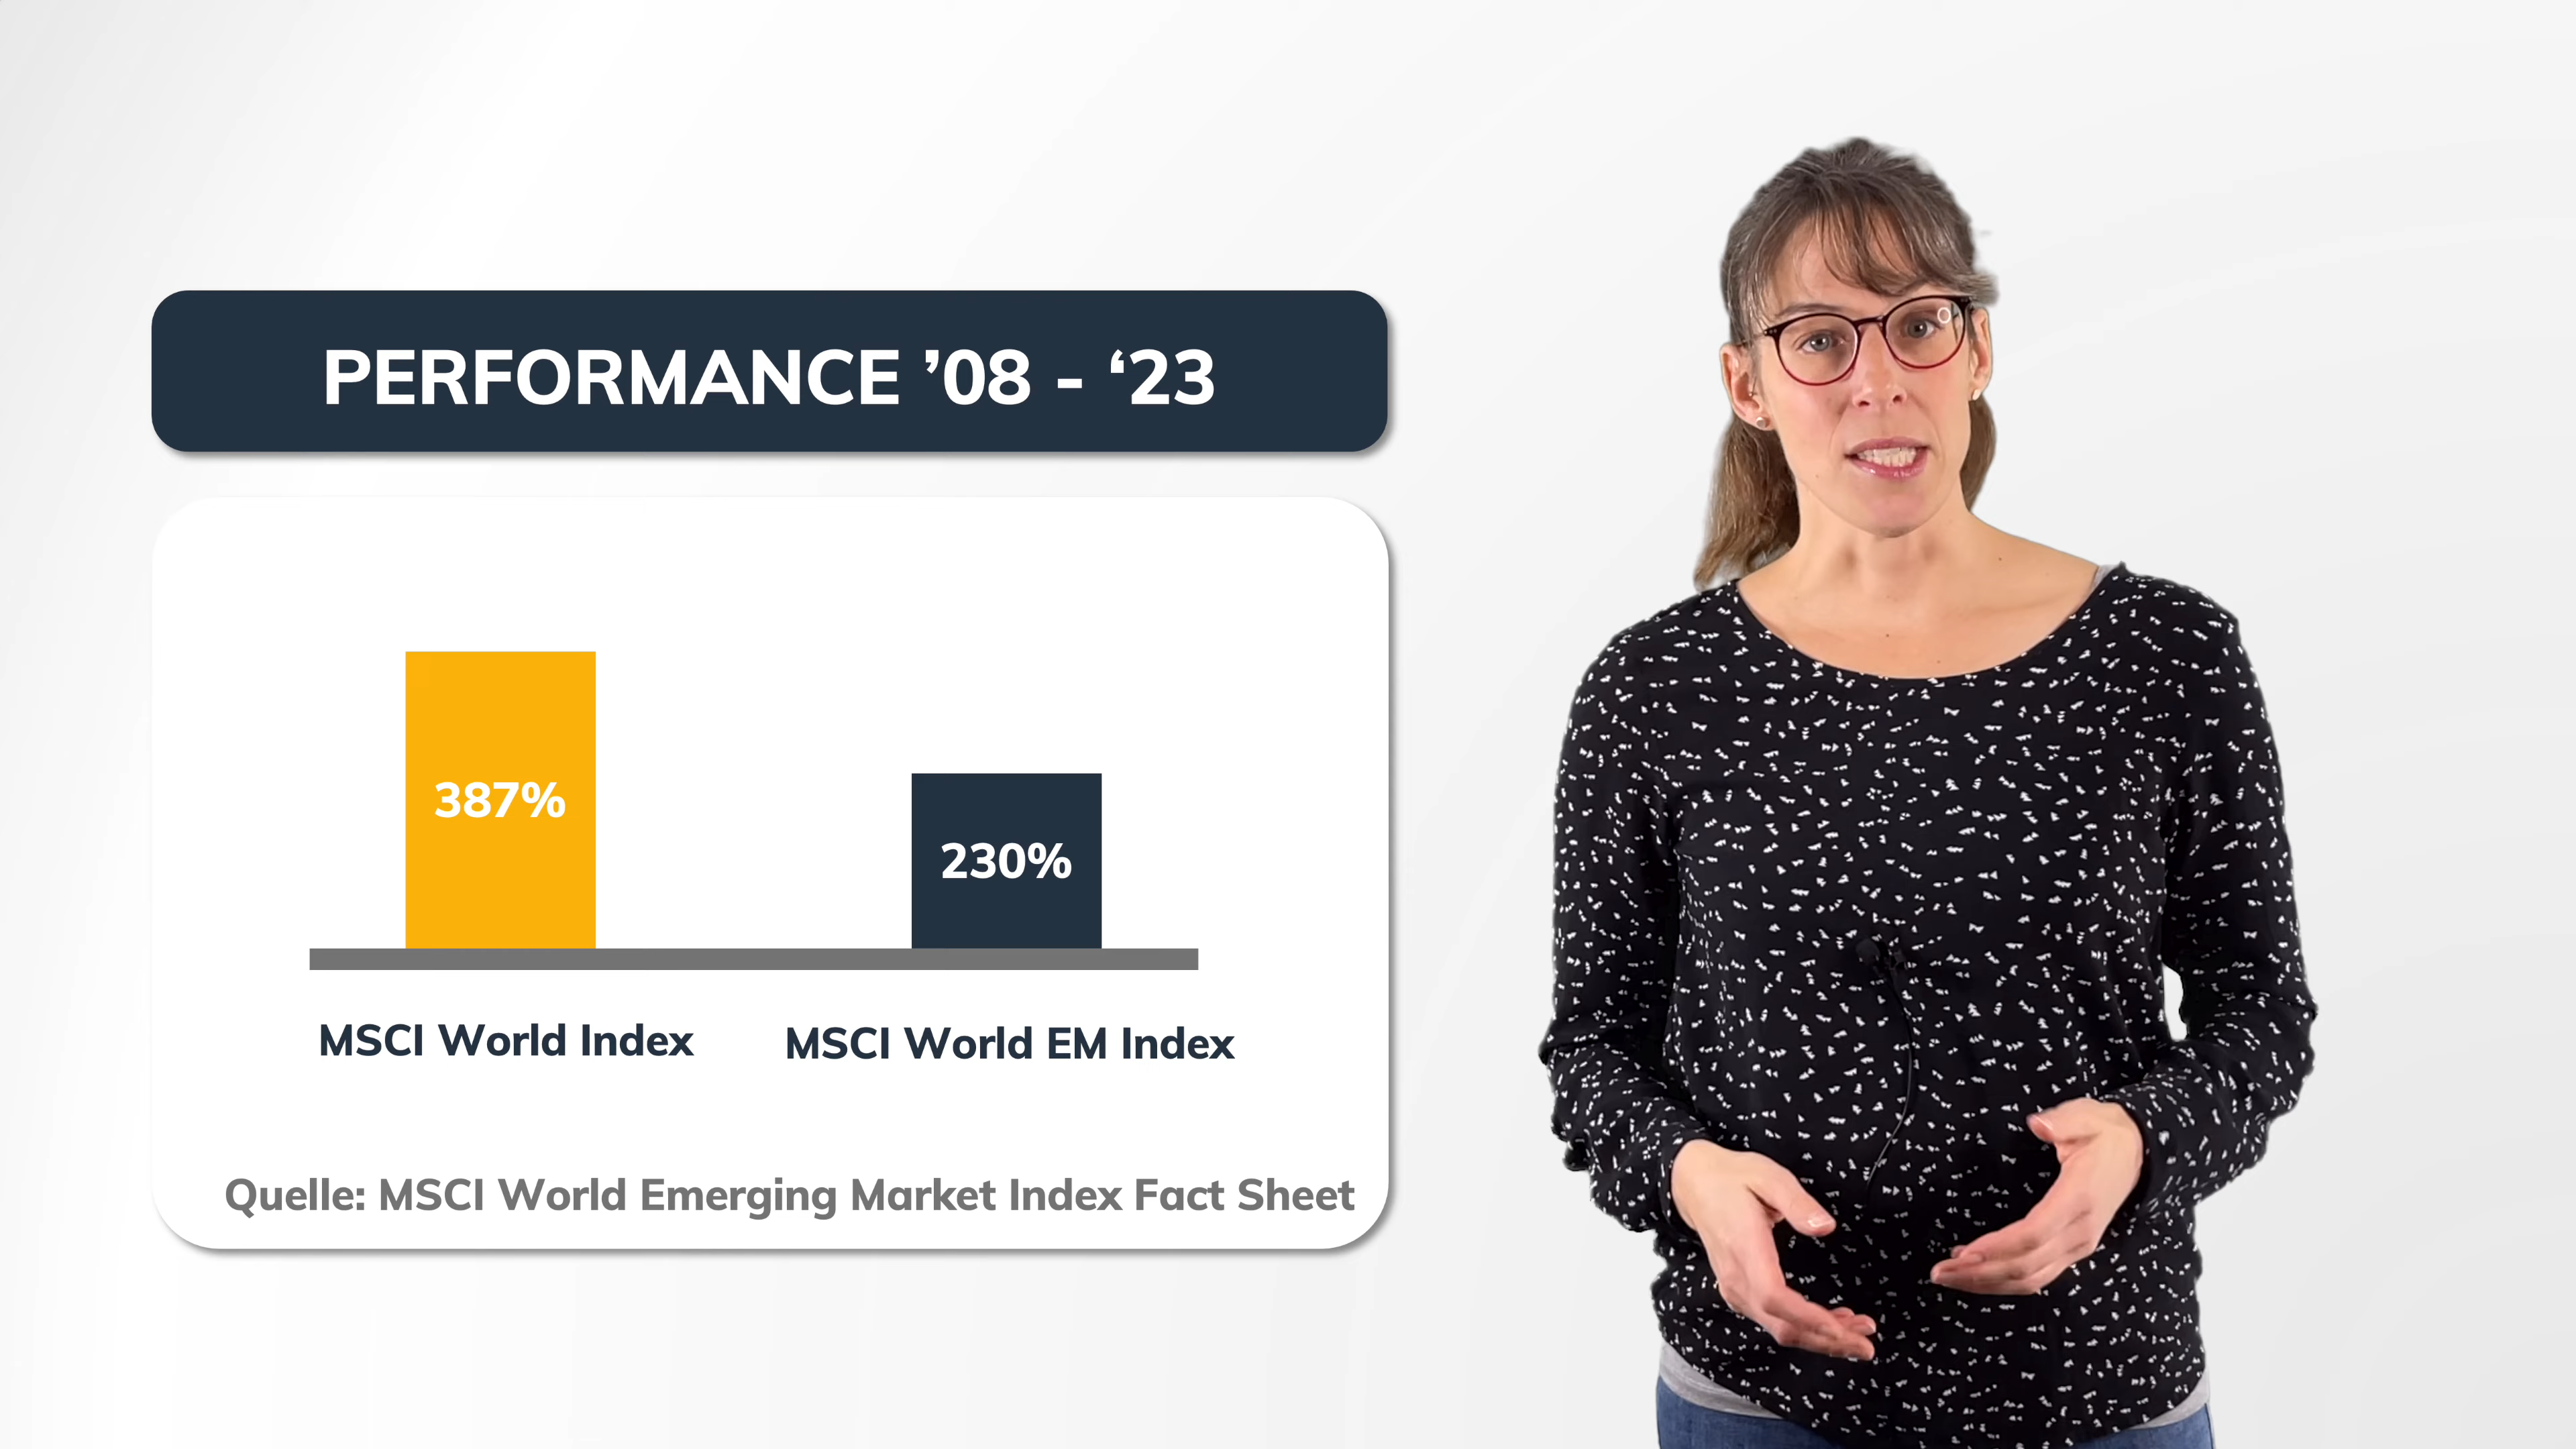 PERFORMANCE ’08 - ‘23
387%
230%
MSCI World Index
MSCI World EM Index
Quelle: MSCI World Emerging Market Index Fact Sheet